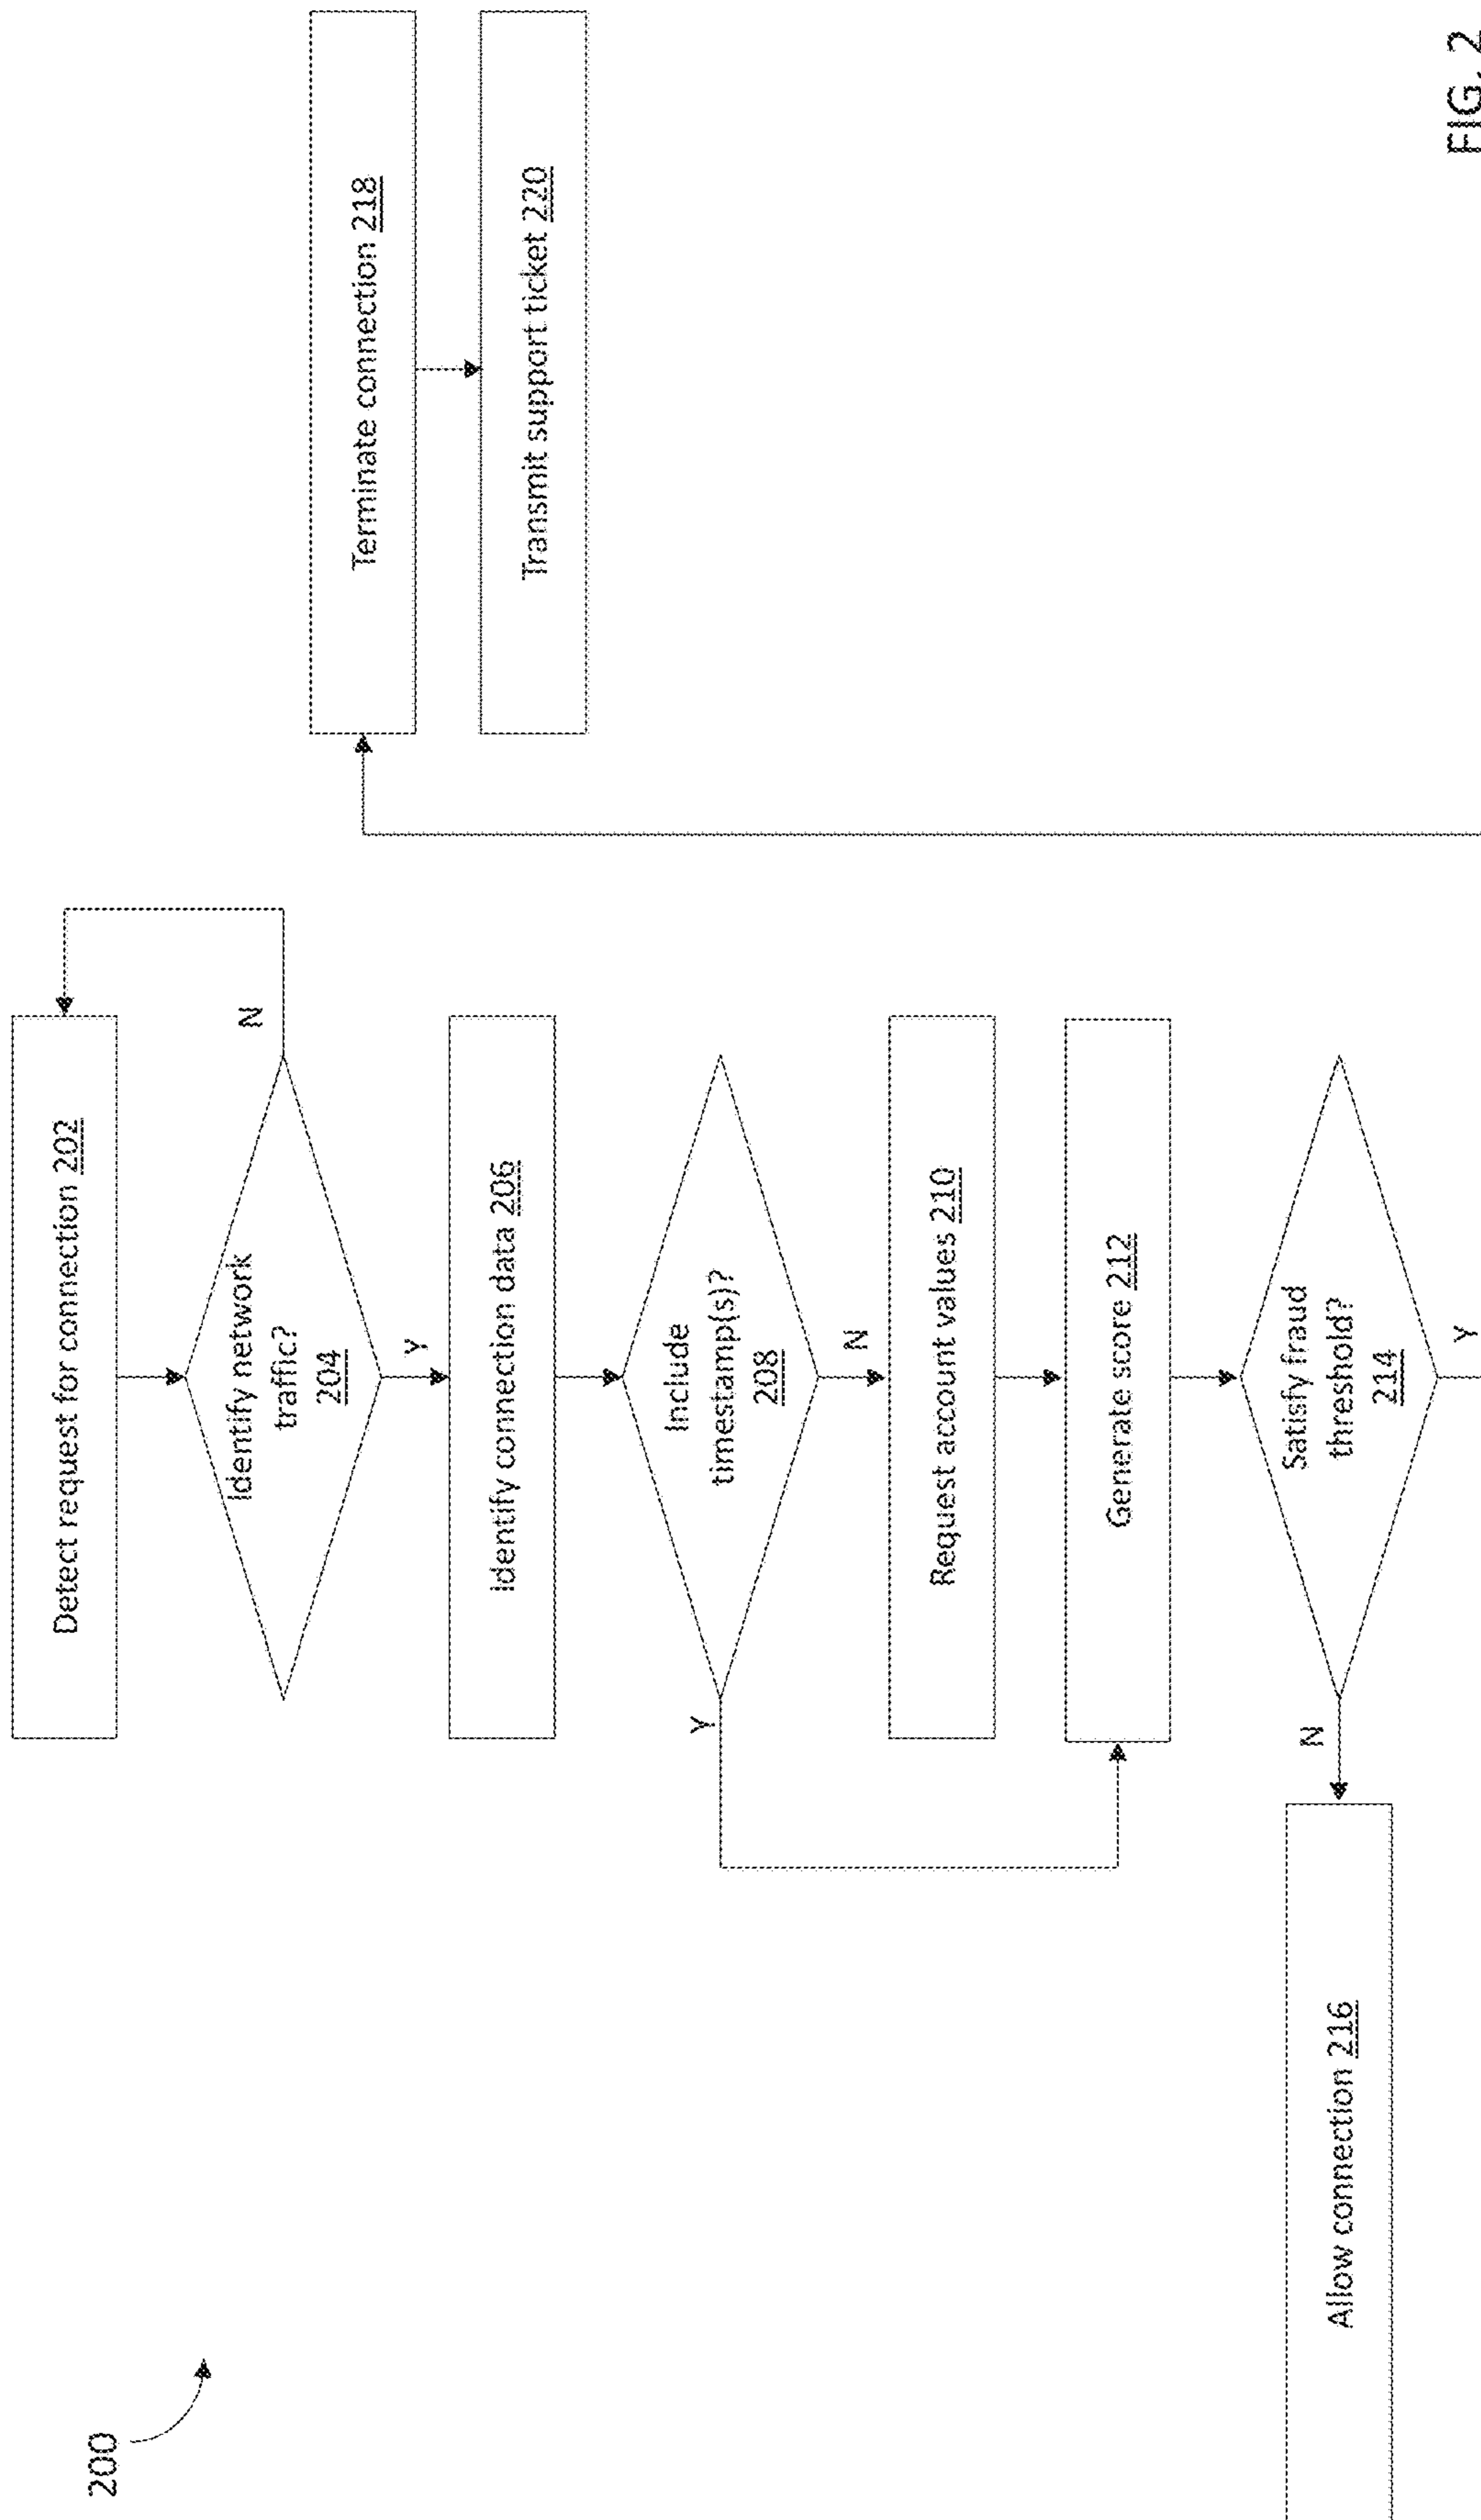 200
Detect request for connection 202
Identify network
traffic?
204
N
Y
Identify connection data 206
Include
timestamp(s)?
208
Y
N
Request account values 210
Generate score 212
Satisfy fraud
threshold?
214
N
Y
Allow connection 216
Terminate connection 218
Transmit support ticket 220
FIG. 2